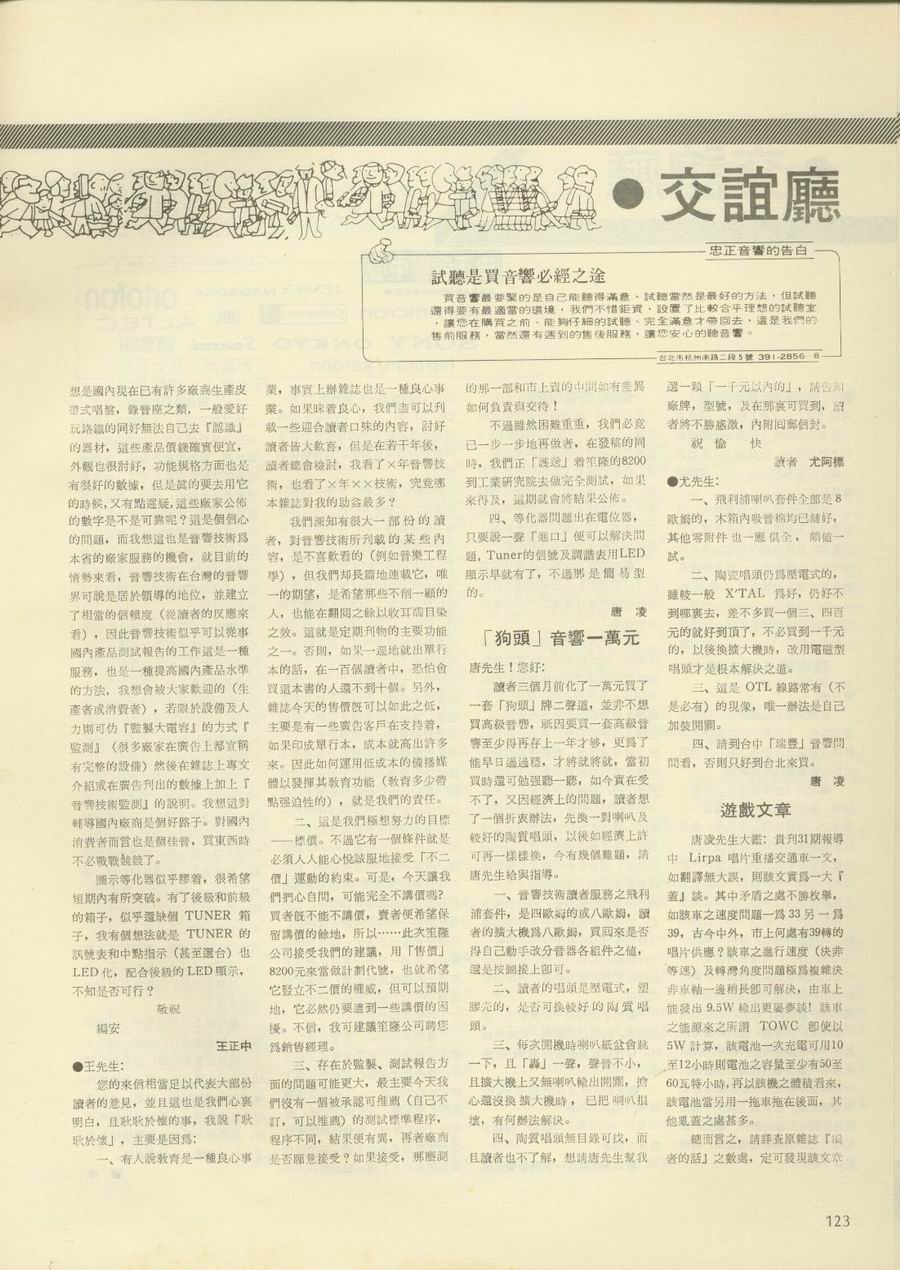 ●交誼廳
忠正音響的告白
試聽是買音響必經之途
買音響最要緊的是自己能聽得滿意，試聽當然是最好的方法，但試聽
還得要有最適當的環境，我們不惜鉅資，設置了比較合乎理想的試聽室
，讓您在購買之前、能夠仔細的試聽、完全滿意才帶回去，這是我們的
售前服務，當然還有週到的售後服務，讓您安心的聽音響。
台北市杭州南路二段5號 391-2856
想是國內現在已有許多廠商生產皮
帶式唱盤，錄音座之類，一般愛好
玩烙鐵的同好無法自己去『認識』
的器材，這些產品價錢確實便宜，
外觀也很討好，功能規格方面也是
有很好的數據，但是眞的要去用它
的時候，又有點遲疑，這些廠家公佈
的數字是不是可靠呢？這是個信心
的問題，而我想這也是音響技術爲
本省的廠家服務的機會，就目前的
情勢來看，音響技術在台灣的音響
界可說是居於領導的地位，並建立
了相當的信賴度（從讀者的反應來
看），因此音響技術似乎可以從事
國內產品測試報告的工作這是一種
服務，也是一種提高國內產品水準
的方法，我想會被大家歡迎的（生
產者或消費者），若限於設備及人
力則可仿『監製大電容』的方式『
監測』（很多廠家在廣告上都宣稱
有完整的設備）然後在雜誌上專文
介紹或在廣告刊出的數據上加上『
音響技術監測』的說明。我想這對
輔導國內廠商是個好路子。對國內
消費者而言也是個佳音，買東西時
不必戰戰兢兢了。
圖示等化器似乎膠着，很希望
短期內有所突破。有了後級和前級
的箱子，似乎還缺個 TUNER 箱
子，我有個想法就是 TUNER 的
訊號表和中點指示（甚至選台）也
LED化，配合後級的LED顯示，
不知是否可行？
敬祝
編安
王正中
●王先生：
您的來信相當足以代表大部份
讀者的意見，並且這也是我們心裏
明白，且耿耿於懷的事，我說「耿
耿於懷」，主要是因爲：
一、有人說教育是一種良心事
業，事實上辦雜誌也是一種良心事
業。如果昧着良心，我們盡可以刋
載一些迎合讀者口味的內容，討好
讀者皆大歡喜，但是在若干年後，
讀者總會檢討，我看了×年音響技
術，也看了×年××技術，究竟哪
本雜誌對我的助益最多？
我們深知有很大一部份的讀
者，對音響技術所刊載的某些內
容，是不喜歡看的（例如音樂工程
學），但我們却長篇地連載它，唯
一的期望，是希望那些不削一顧的
人，也能在翻閱之餘以收耳濡目染
之效。這就是定期刊物的主要功能
之一。否則，如果一逕地就出單行
本的話，在一百個讀者中，恐怕會
買這本書的人還不到十個。另外，
雜誌今天的售價旣可以如此之低，
主要是有一些廣告客戶在支持着，
如果印成單行本，成本就高出許多
來。因此如何運用低成本的傳播媒
體以發揮其教育功能（教育多少帶
點强迫性的），就是我們的責任。
二、這是我們極想努力的目標
——標價。不過它有一個條件就是
必須人人能心悅誠服地接受「不二
價」運動的約束。可是，今天讓我
們捫心自問，可能完全不講價嗎？
買者旣不能不講價，賣者便希望保
留講價的餘地，所以……此次笙隆
公司接受我們的建議，用「售價」
8200元來當做計劃代號，也就希望
它豎立不二價的權威，但可以預期
地，它必然仍要遭到一些講價的困
擾。不信，我可建議笙隆公司聘您
爲銷售經理。
三、存在於監製、測試報告方
面的問題可能更大，最主要今天我
們沒有一個被承認可推薦（自己不
訂，可以推薦）的測試標準程序，
程序不同，結果便有異，再者廠商
是否願意接受？如果接受，那麼測
的那一部和市上賣的中間如有差異
如何負責與交待！
不過雖然困難重重，我們必竟
已一步一步地再做者，在發稿的同
時，我們正「護送」着笙隆的8200
到工業研究院去做完全測試，如果
來得及，這期就會將結果公佈。
四、等化器問題出在電位器，
只要說一聲「進口」便可以解決問
題，Tuner的信號及調諧表用LED
顯示早就有了，不過那是簡易型
的。
唐　凌
「狗頭」音響一萬元
唐先生！您好：
讀者三個月前化了一萬元買了
一套「狗頭」牌二聲道，並非不想
買高級音響，祇因要買一套高級音
響至少得再存上一年才够，更爲了
能早日過過癮，才將就將就，當初
買時還可勉强聽一聽，如今實在受
不了，又因經濟上的問題，讀者想
了一個折衷辦法，先換一對喇叭及
較好的陶質唱頭，以後如經濟上許
可再一樣樣換，今有幾個難題，請
唐先生給與指導。
一、音響技術讀者服務之飛利
浦套件，是四歐姆的或八歐姆，讀
者的擴大機爲八歐姆，買回來是否
得自己動手改分音器各組件之値，
還是按圖接上卽可。
二、讀者的唱頭是壓電式，塑
膠亮的，是否可換較好的陶質唱
頭。
三、每次開機時喇叭紙盆會跳
一下，且「轟」一聲，聲音不小，
且擴大機上又無喇叭輸出開關，擔
心還沒換擴大機時，已把喇叭損
壞，有何辦法解決。
四、陶質唱頭無目錄可找，而
且讀者也不了解，想請唐先生幫我
選一顆「一千元以內的」，請告知
廠牌，型號，及在那裏可買到，讀
者將不勝感激，內附回郵信封。
祝　愉　　快
讀者　尤阿標
●尤先生：
一、飛利浦喇叭套件全部是8
歐姆的，木箱內吸音棉均已舖好，
其他零附件也一應俱全，頗値一
試。
二、陶瓷唱頭仍爲壓電式的，
雖較一般 X'TAL 爲好，仍好不
到哪裏去，差不多買一個三、四百
元的就好到頂了，不必買到一千元
的，以後換擴大機時，改用電磁型
唱頭才是根本解決之道。
三、這是 OTL 線路常有（不
是必有）的現像，唯一辦法是自己
加裝開關。
四、請到台中「瑞豐」音響問
問看，否則只好到台北來買。
唐　凌
遊戲文章
唐凌先生大鑑：貴刊31期報導
中 Lirpa 唱片重播交通車一文，
如翻譯無大誤，則該文實爲一大『
蓋』談。其中矛盾之處不勝枚舉，
如該車之速度問題一爲33另一爲
39，古今中外，市上何處有39轉的
唱片供應？該車之進行速度（決非
等速）及轉灣角度問題極爲複雜決
非車軸一邊稍長卽可解決，由車上
能發出 9.5W 輸出更屬夢談！該車
之能源來之所謂 TOWC 卽使以
5W計算，該電池一次充電可用10
至12小時則電池之容量至少有50至
60瓦特小時，再以該機之體積看來，
該電池當另用一拖車拖在後面，其
他亂蓋之處甚多。
總而言之，請詳查原雜誌『編
者的話』之數處，定可發現該文章
123